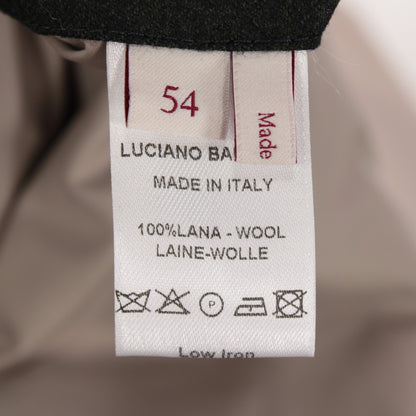 54
Made
LUCIANO BA
MADE IN ITALY
100%LANA - WOOL
LAINE-WOLLE
P
Low Iron